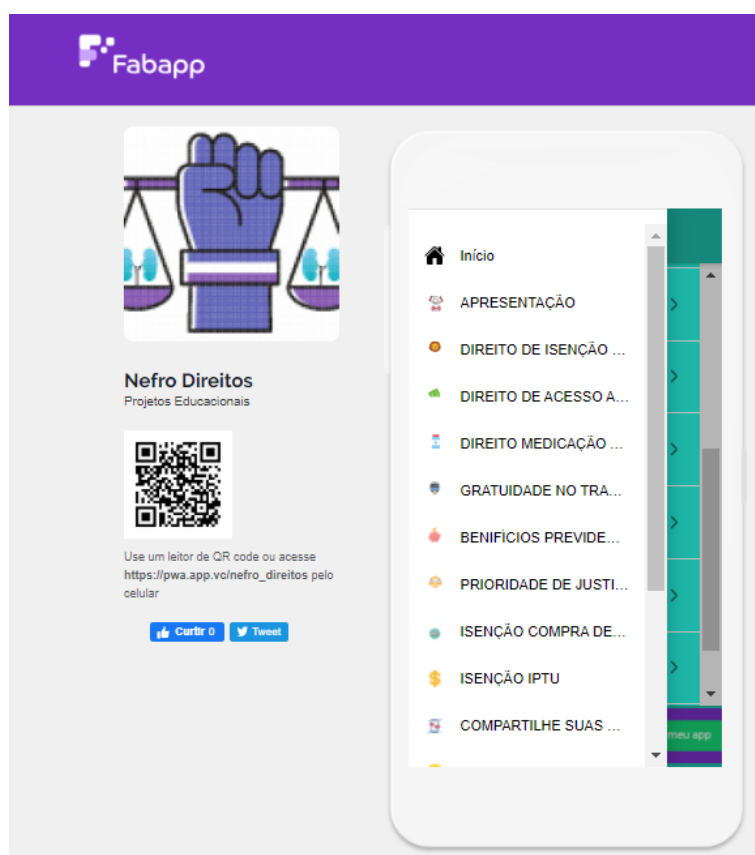 Fabapp
Nefro Direitos
Projetos Educacionais
Use um leitor de QR code ou acesse
https://pwa.app.vc/nefro_direitos pelo
celular
Curtir 0
Tweet
Início
APRESENTAÇÃO
DIREITO DE ISENÇÃO ...
DIREITO DE ACESSO A...
DIREITO MEDICAÇÃO ...
GRATUIDADE NO TRA...
BENIFÍCIOS PREVIDE...
PRIORIDADE DE JUSTI...
ISENÇÃO COMPRA DE...
ISENÇÃO IPTU
COMPARTILHE SUAS ...
meu app